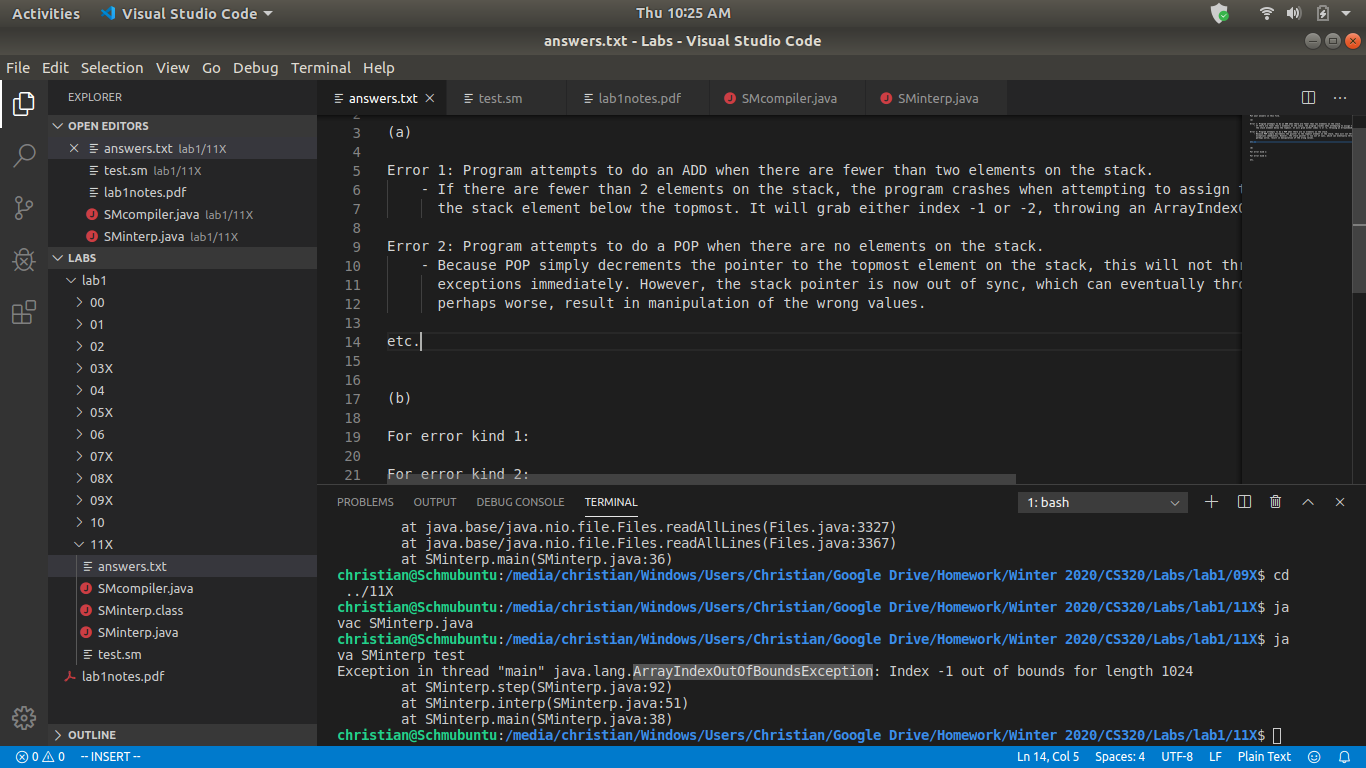 Activities Visual Studio Code Thu 10:25 AM
answers.txt - Labs - Visual Studio Code
File Edit Selection View Go Debug Terminal Help
EXPLORER
OPEN EDITORS
answers.txt lab1/11X
test.sm lab1/11X
lab1notes.pdf
SMcompiler.java lab1/11X
SMinterp.java lab1/11X
LABS
lab1
00
01
02
03X
04
05X
06
07X
08X
09X
10
11X
answers.txt
SMcompiler.java
SMinterp.class
SMinterp.java
test.sm
lab1notes.pdf
OUTLINE
answers.txt test.sm lab1notes.pdf SMcompiler.java SMinterp.java
2
3 (a)
4
5 Error 1: Program attempts to do an ADD when there are fewer than two elements on the stack.
6 - If there are fewer than 2 elements on the stack, the program crashes when attempting to assign
7 the stack element below the topmost. It will grab either index -1 or -2, throwing an ArrayIndexO
8
9 Error 2: Program attempts to do a POP when there are no elements on the stack.
10 - Because POP simply decrements the pointer to the topmost element on the stack, this will not thr
11 exceptions immediately. However, the stack pointer is now out of sync, which can eventually thro
12 perhaps worse, result in manipulation of the wrong values.
13
14 etc.
15
16
17 (b)
18
19 For error kind 1:
20
21 For error kind 2:
PROBLEMS OUTPUT DEBUG CONSOLE TERMINAL 1: bash
at java.base/java.nio.file.Files.readAllLines(Files.java:3327)
at java.base/java.nio.file.Files.readAllLines(Files.java:3367)
at SMinterp.main(SMinterp.java:36)
christian@Schmubuntu:/media/christian/Windows/Users/Christian/Google Drive/Homework/Winter 2020/CS320/Labs/lab1/09X$ cd
../11X
christian@Schmubuntu:/media/christian/Windows/Users/Christian/Google Drive/Homework/Winter 2020/CS320/Labs/lab1/11X$ ja
vac SMinterp.java
christian@Schmubuntu:/media/christian/Windows/Users/Christian/Google Drive/Homework/Winter 2020/CS320/Labs/lab1/11X$ ja
va SMinterp test
Exception in thread "main" java.lang.ArrayIndexOutOfBoundsException: Index -1 out of bounds for length 1024
at SMinterp.step(SMinterp.java:92)
at SMinterp.interp(SMinterp.java:51)
at SMinterp.main(SMinterp.java:38)
christian@Schmubuntu:/media/christian/Windows/Users/Christian/Google Drive/Homework/Winter 2020/CS320/Labs/lab1/11X$
0 0 -- INSERT -- Ln 14, Col 5 Spaces: 4 UTF-8 LF Plain Text